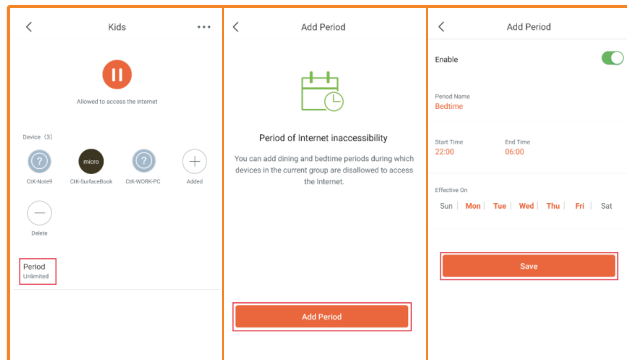 Kids
Allowed to access the internet
Device (3)
CtK-Note9
micro
CtK-SurfaceBook
CtK-WORK-PC
Added
Delete
Period
Unlimited
Add Period
Period of Internet inaccessibility
You can add dining and bedtime periods during which
devices in the current group are disallowed to access
the Internet.
Add Period
Add Period
Enable
Period Name
Bedtime
Start Time End Time
22:00 06:00
Effective On
Sun | Mon | Tue | Wed | Thu | Fri | Sat
Save